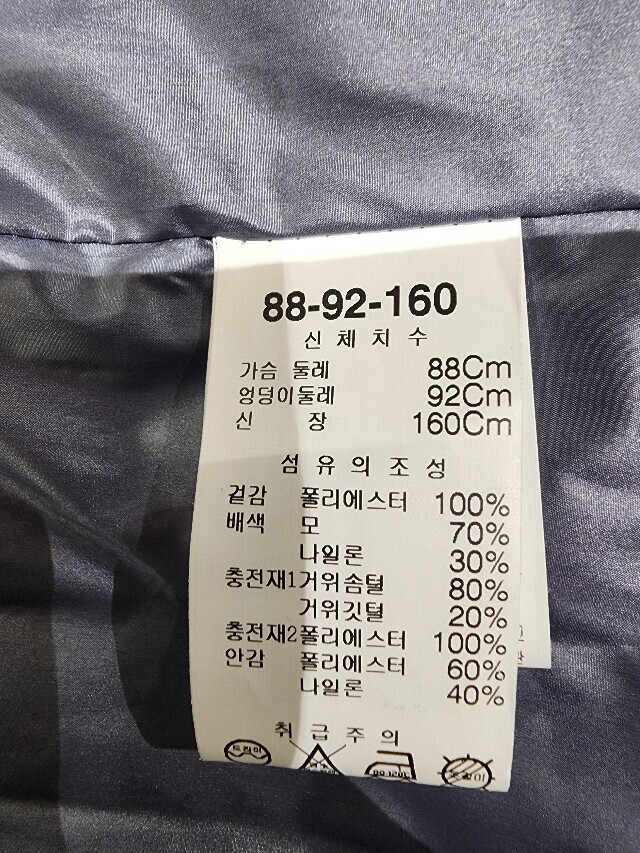 88-92-160
신체치수
가슴 둘레 88Cm
엉덩이둘레 92Cm
신 장 160Cm
섬유의조성
겉감 폴리에스터 100%
배색 모 70%
나일론 30%
충전재1거위솜털 80%
거위깃털 20%
충전재2폴리에스터 100%
안감 폴리에스터 60%
나일론 40%
취급주의
드라이